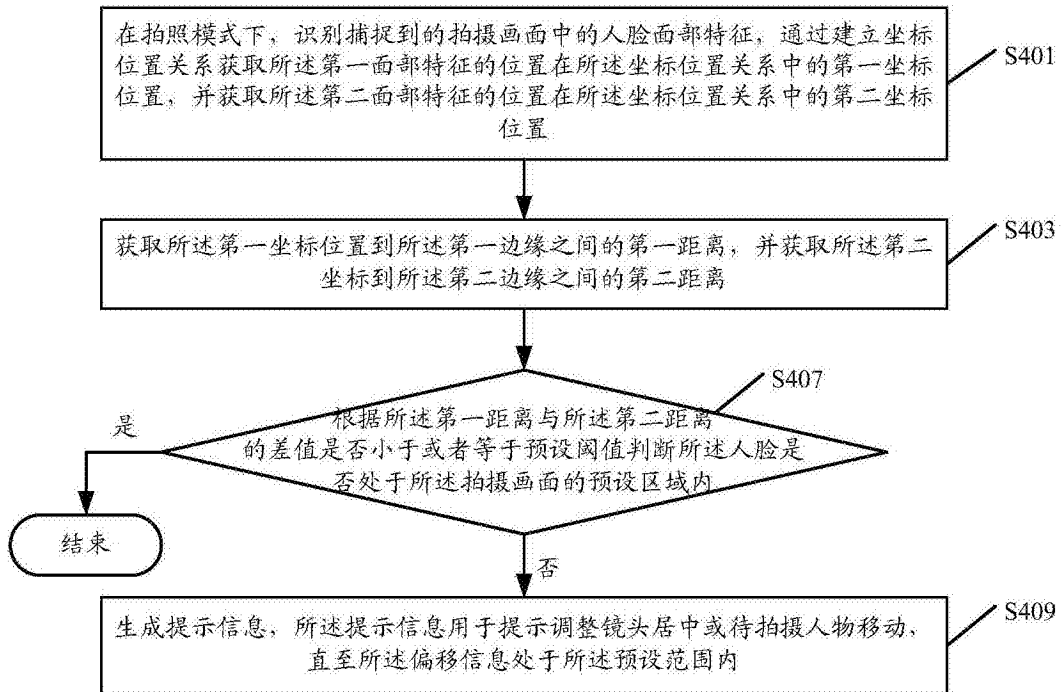 在拍照模式下，识别捕捉到的拍摄画面中的人脸面部特征，通过建立坐标
位置关系获取所述第一面部特征的位置在所述坐标位置关系中的第一坐标
位置，并获取所述第二面部特征的位置在所述坐标位置关系中的第二坐标
位置
S401
获取所述第一坐标位置到所述第一边缘之间的第一距离，并获取所述第二
坐标到所述第二边缘之间的第二距离
S403
根据所述第一距离与所述第二距离
的差值是否小于或者等于预设阈值判断所述人脸是
否处于所述拍摄画面的预设区域内
S407
是
结束
否
生成提示信息，所述提示信息用于提示调整镜头居中或待拍摄人物移动，
直至所述偏移信息处于所述预设范围内
S409